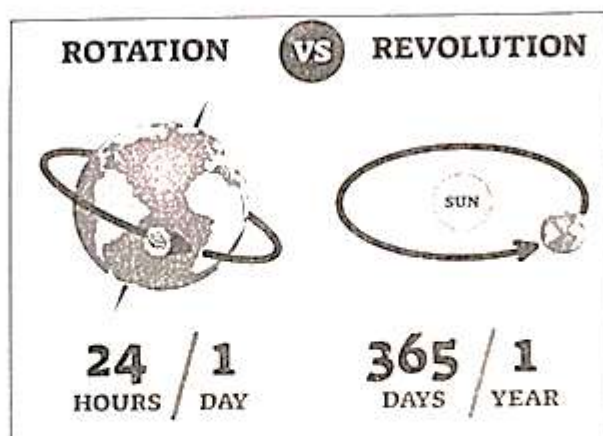 ROTATION VS REVOLUTION
SUN
24 / 1
HOURS / DAY
365 / 1
DAYS / YEAR